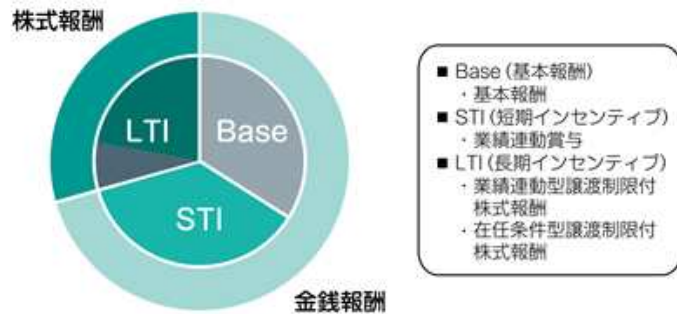 株式報酬
LTI
Base
STI
金銭報酬
■ Base (基本報酬)
・基本報酬
■ STI (短期インセンティブ)
・業績連動賞与
■ LTI (長期インセンティブ)
・業績連動型譲渡制限付
株式報酬
・在任条件型譲渡制限付
株式報酬